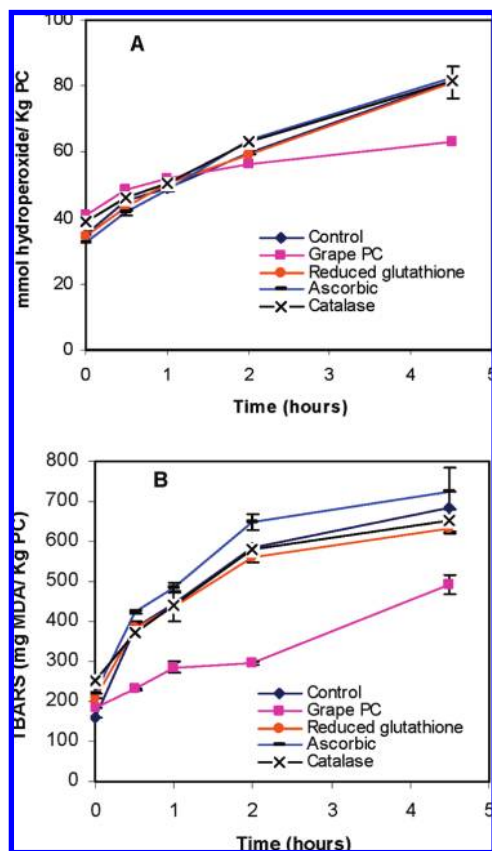 A
mmol hydroperoxide/ Kg PC
100
80
60
40
20
0
Control
Grape PC
Reduced glutathione
Ascorbic
Catalase
0 1 2 3 4 5
Time (hours)
B
TBARS (mg MDA/ Kg PC)
800
700
600
500
400
300
200
100
0
Control
Grape PC
Reduced glutathione
Ascorbic
Catalase
0 1 2 3 4 5
Time (hours)